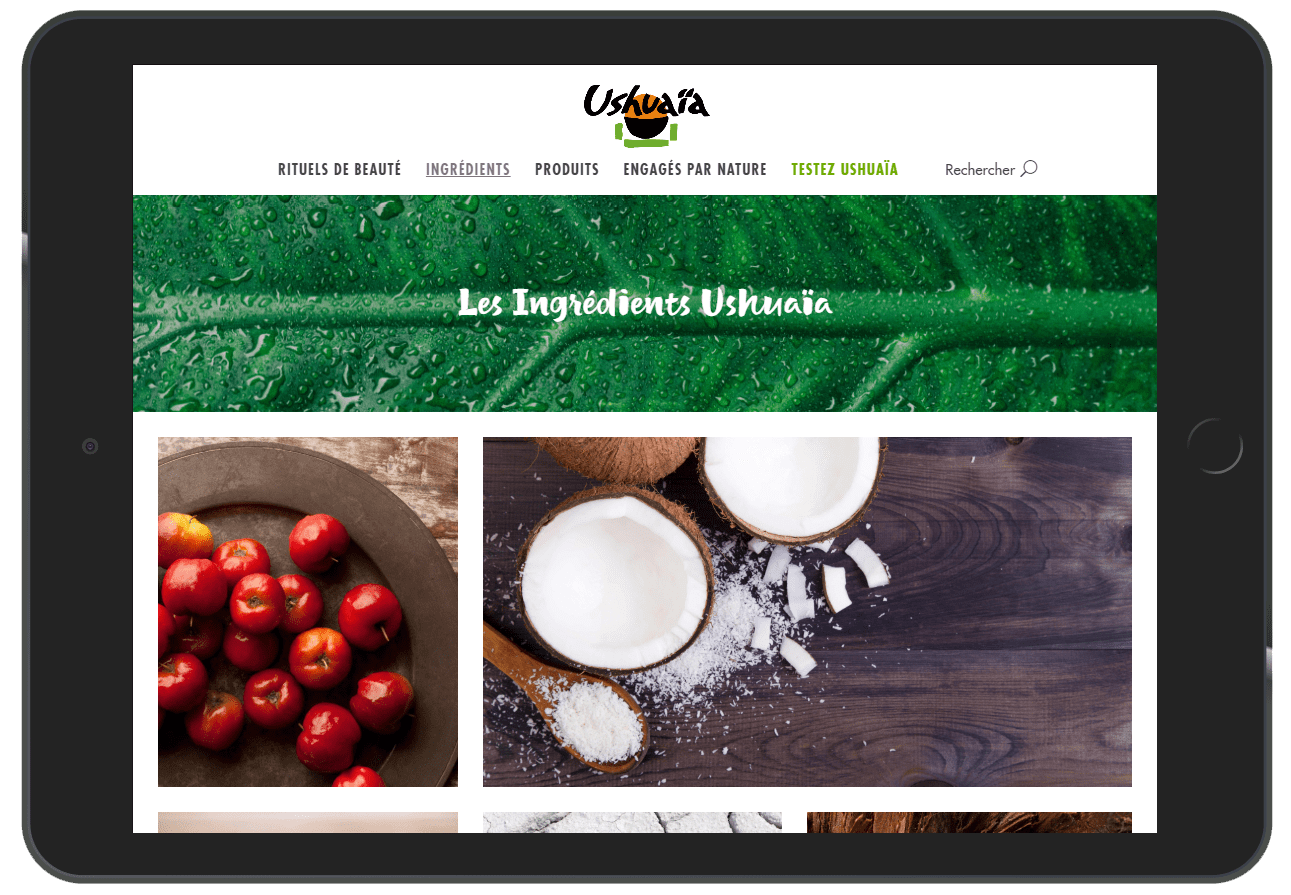 Ushuaïa
RITUELS DE BEAUTÉ INGRÉDIENTS PRODUITS ENGAGÉS PAR NATURE TESTEZ USHUAÏA Rechercher
Les Ingrédients Ushuaïa